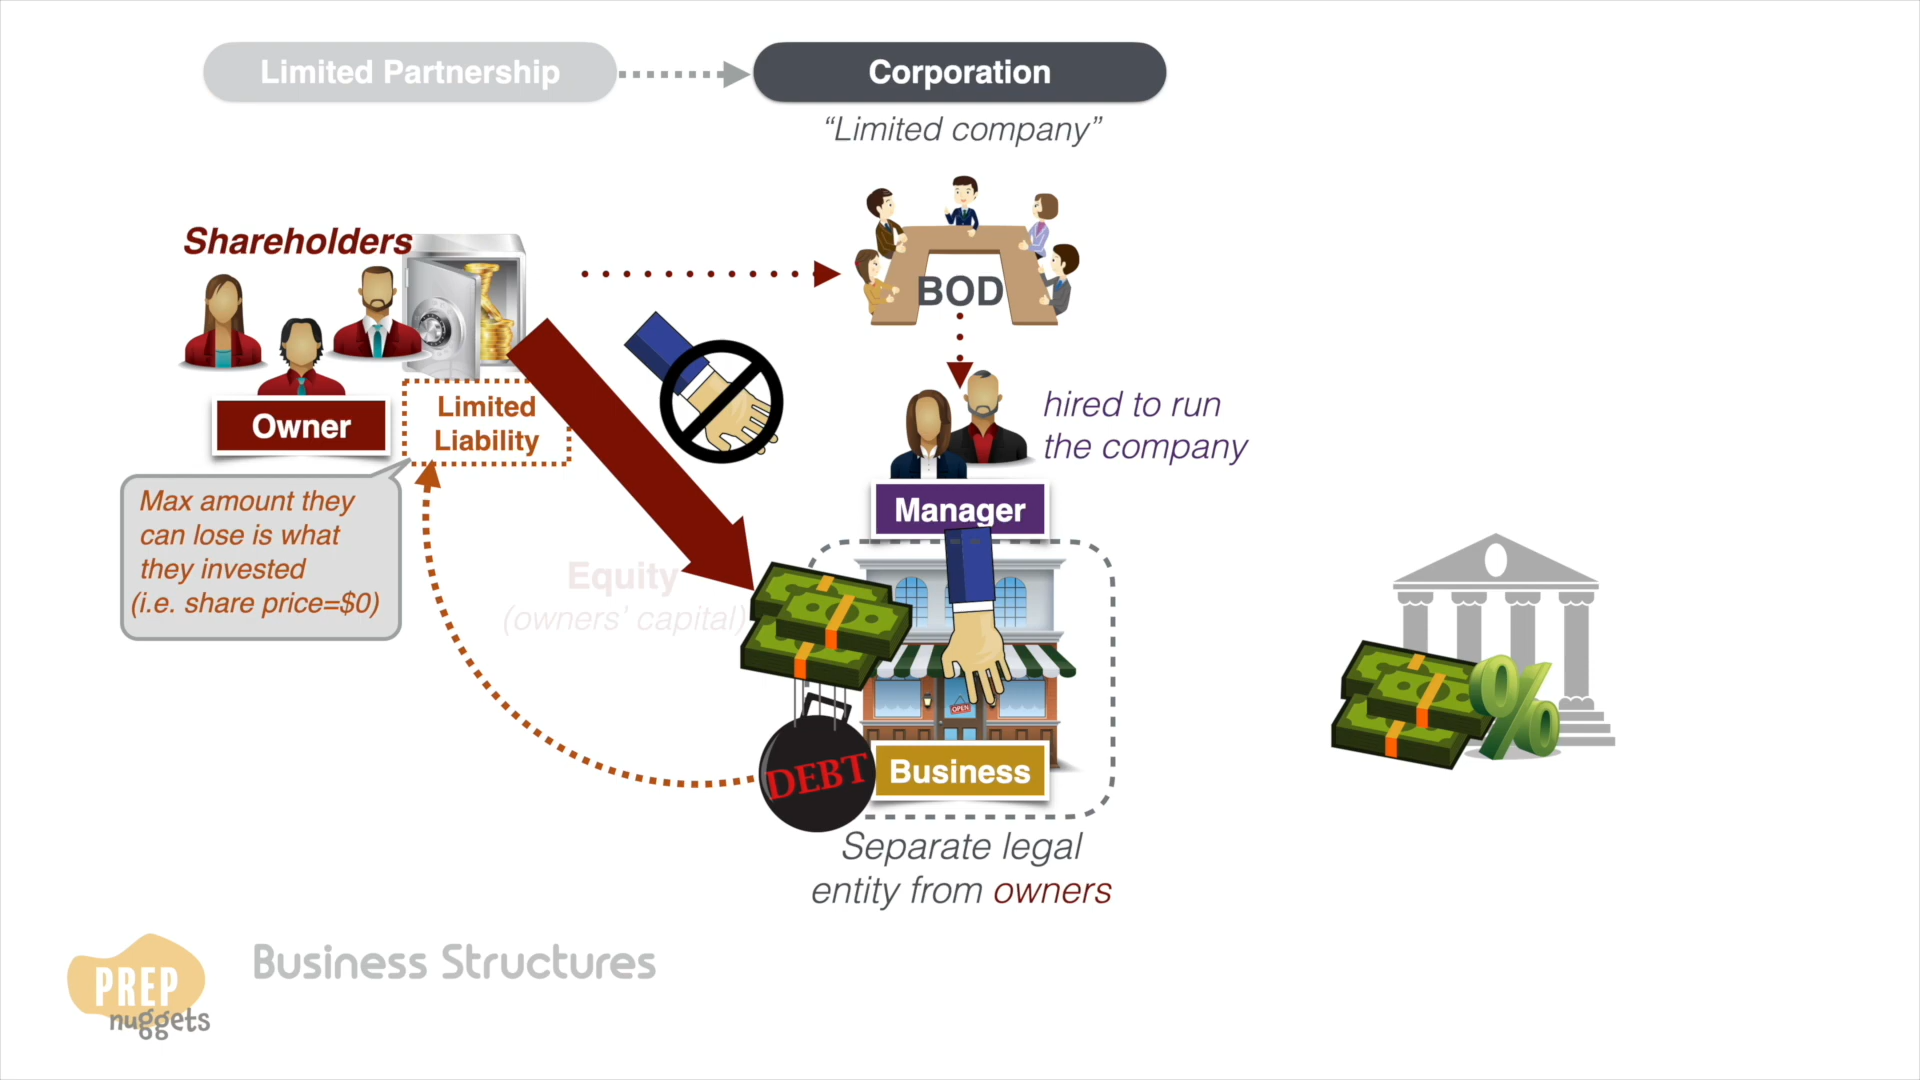 Limited Partnership
Corporation
“Limited company”
Shareholders
BOD
Owner
Limited
Liability
hired to run
the company
Max amount they
can lose is what
they invested
(i.e. share price=$0)
Manager
Equity
(owners’ capital)
OPEN
%
DEBT
Business
Separate legal
entity from owners
PREP
nuggets
Business Structures